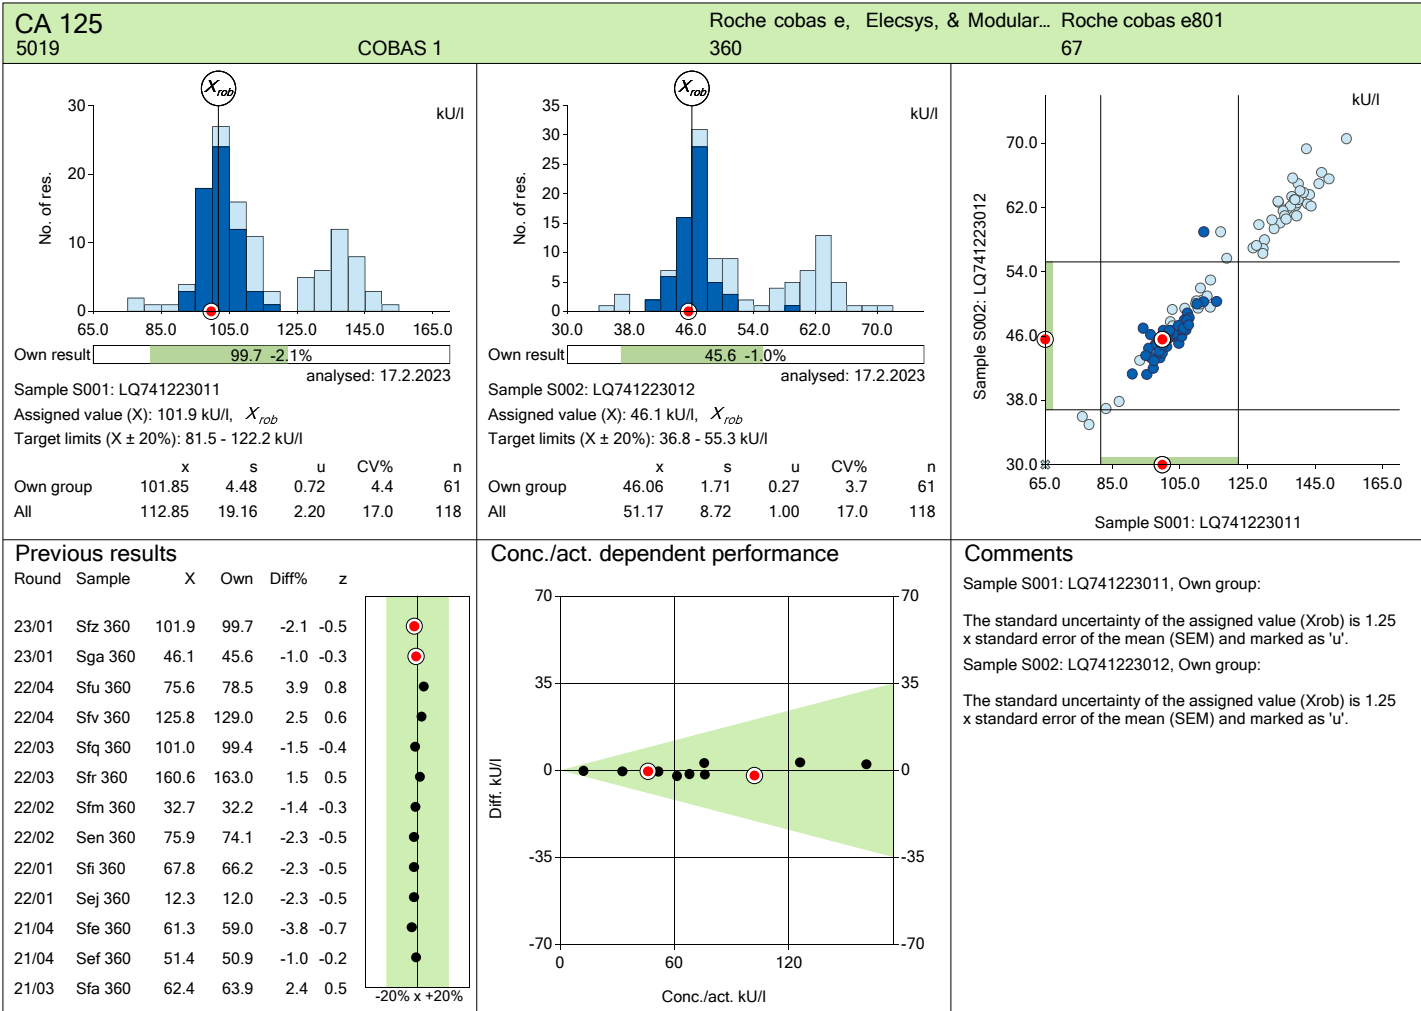 CA 125
5019 COBAS 1
Roche cobas e, Elecsys, & Modular... Roche cobas e801
360 67
X rob
30
20
10
0
No. of res.
kU/l
65.0 85.0 105.0 125.0 145.0 165.0
Own result 99.7 -2.1%
analysed: 17.2.2023
Sample S001: LQ741223011
Assigned value (X): 101.9 kU/l, X rob
Target limits (X ± 20%): 81.5 - 122.2 kU/l
x s u CV% n
Own group 101.85 4.48 0.72 4.4 61
All 112.85 19.16 2.20 17.0 118
X rob
35
30
25
20
15
10
5
0
No. of res.
kU/l
30.0 38.0 46.0 54.0 62.0 70.0
Own result 45.6 -1.0%
analysed: 17.2.2023
Sample S002: LQ741223012
Assigned value (X): 46.1 kU/l, X rob
Target limits (X ± 20%): 36.8 - 55.3 kU/l
x s u CV% n
Own group 46.06 1.71 0.27 3.7 61
All 51.17 8.72 1.00 17.0 118
kU/l
70.0
62.0
54.0
46.0
38.0
30.0
Sample S002: LQ741223012
65.0 85.0 105.0 125.0 145.0 165.0
Sample S001: LQ741223011
Previous results
Round Sample X Own Diff% z
23/01 Sfz 360 101.9 99.7 -2.1 -0.5
23/01 Sga 360 46.1 45.6 -1.0 -0.3
22/04 Sfu 360 75.6 78.5 3.9 0.8
22/04 Sfv 360 125.8 129.0 2.5 0.6
22/03 Sfq 360 101.0 99.4 -1.5 -0.4
22/03 Sfr 360 160.6 163.0 1.5 0.5
22/02 Sfm 360 32.7 32.2 -1.4 -0.3
22/02 Sen 360 75.9 74.1 -2.3 -0.5
22/01 Sfi 360 67.8 66.2 -2.3 -0.5
22/01 Sej 360 12.3 12.0 -2.3 -0.5
21/04 Sfe 360 61.3 59.0 -3.8 -0.7
21/04 Sef 360 51.4 50.9 -1.0 -0.2
21/03 Sfa 360 62.4 63.9 2.4 0.5
-20% x +20%
Conc./act. dependent performance
70 70
35 35
0 0
-35 -35
-70 -70
Diff. kU/l
0 60 120
Conc./act. kU/l
Comments
Sample S001: LQ741223011, Own group:
The standard uncertainty of the assigned value (Xrob) is 1.25
x standard error of the mean (SEM) and marked as 'u'.
Sample S002: LQ741223012, Own group:
The standard uncertainty of the assigned value (Xrob) is 1.25
x standard error of the mean (SEM) and marked as 'u'.